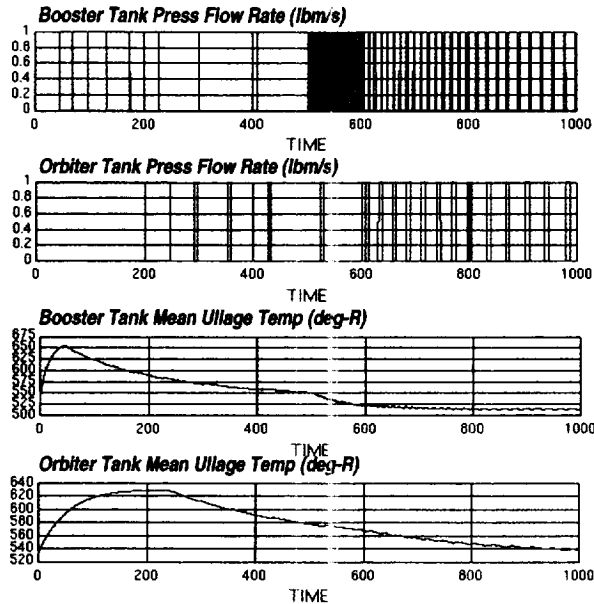 Booster Tank Press Flow Rate (lbm/s)
1
0.8
0.6
0.4
0.2
0
0 200 400 600 800 1000
TIME
Orbiter Tank Press Flow Rate (lbm/s)
1
0.8
0.6
0.4
0.2
0
0 200 400 600 800 1000
TIME
Booster Tank Mean Ullage Temp (deg-R)
675
650
625
600
575
550
525
500
0 200 400 600 800 1000
TIME
Orbiter Tank Mean Ullage Temp (deg-R)
640
620
600
580
560
540
520
0 200 400 600 800 1000
TIME